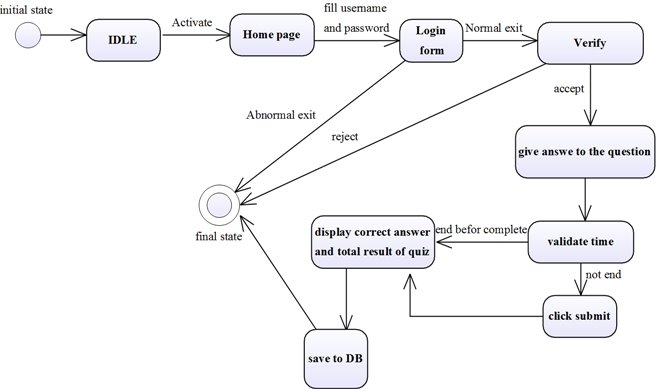 initial state
IDLE
Activate
Home page
fill username
and password
Login
form
Normal exit
Verify
accept
Abnormal exit
reject
give answe to the question
final state
display correct answer
and total result of quiz
end befor complete
validate time
not end
click submit
save to DB